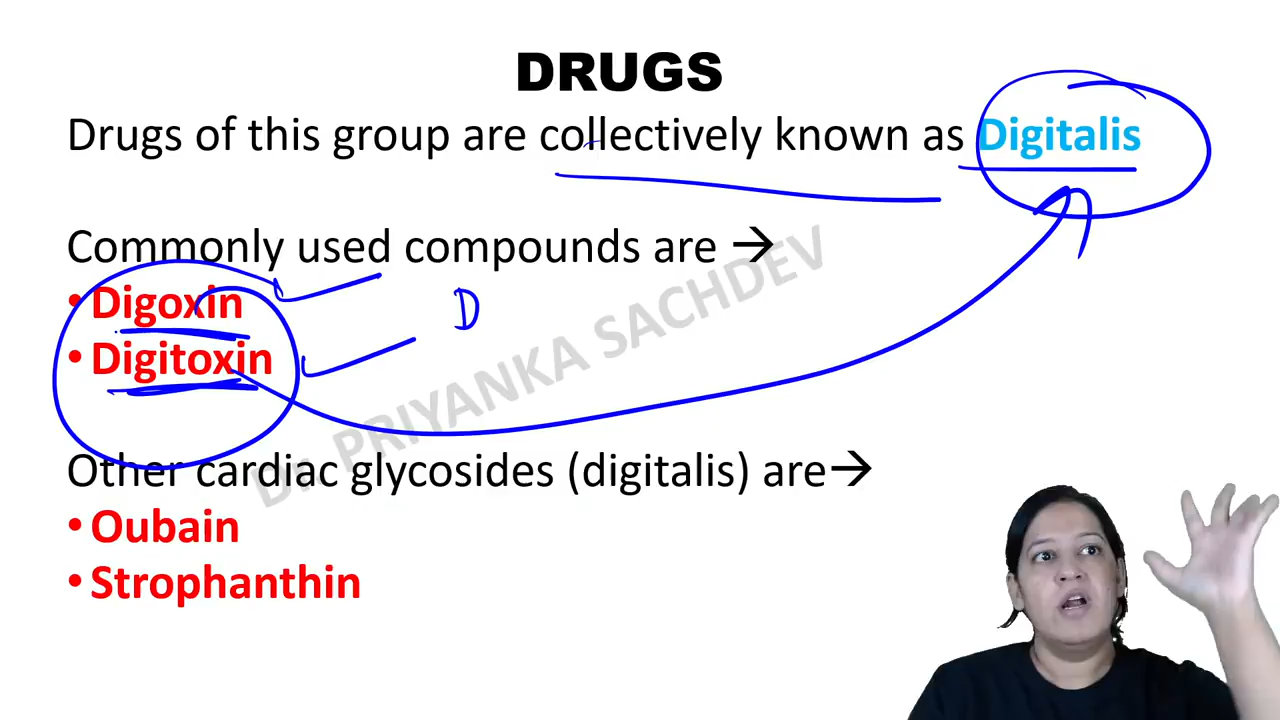 DRUGS
Drugs of this group are collectively known as Digitalis
Commonly used compounds are →
• Digoxin
D
• Digitoxin
Dr. PRIYANKA SACHDEV
Other cardiac glycosides (digitalis) are→
• Oubain
• Strophanthin